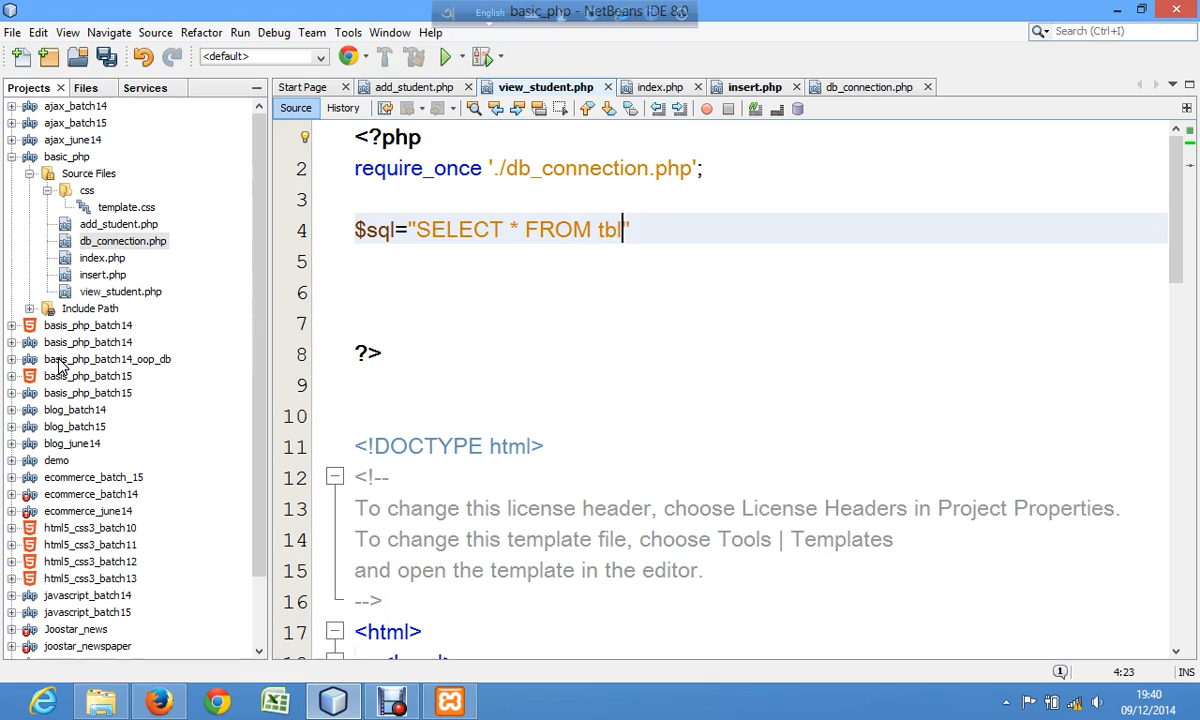 English
basic_php - NetBeans IDE 8.0
File Edit View Navigate Source Refactor Run Debug Team Tools Window Help
Search (Ctrl+I)
<default>
Projects Files Services
Start Page add_student.php view_student.php index.php insert.php db_connection.php
Source History
ajax_batch14
ajax_batch15
ajax_june14
basic_php
Source Files
css
template.css
add_student.php
db_connection.php
index.php
insert.php
view_student.php
Include Path
basis_php_batch14
basis_php_batch14
basis_php_batch14_oop_db
basis_php_batch15
basis_php_batch15
blog_batch14
blog_batch15
blog_june14
demo
ecommerce_batch_15
ecommerce_batch14
ecommerce_june14
html5_css3_batch10
html5_css3_batch11
html5_css3_batch12
html5_css3_batch13
javascript_batch14
javascript_batch15
Joostar_news
joostar_newspaper
<?php
2 require_once './db_connection.php';
3
4 $sql="SELECT * FROM tbl"
5
6
7
8 ?>
9
10
11 <!DOCTYPE html>
12 <!--
13 To change this license header, choose License Headers in Project Properties.
14 To change this template file, choose Tools | Templates
15 and open the template in the editor.
16 -->
17 <html>
4:23 INS
19:40
09/12/2014